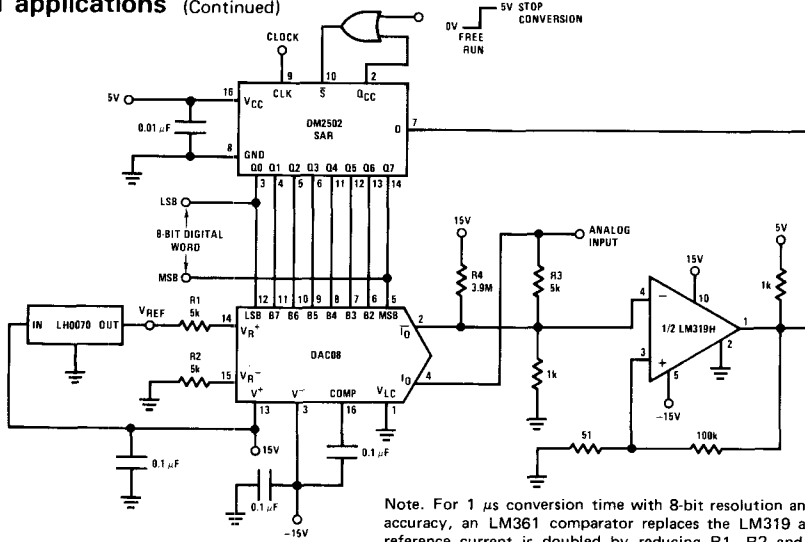 applications (Continued)
5V STOP
CONVERSION
0V
FREE
RUN
CLOCK
9
10
2
CLK
S̅
QCC
5V
16
VCC
0.01 μF
DM2502
SAR
D
7
8
GND
Q0 Q1 Q2 Q3 Q4 Q5 Q6 Q7
3 4 5 6 11 12 13 14
LSB
8-BIT DIGITAL
WORD
MSB
15V
ANALOG
INPUT
5V
R4
3.9M
R3
5k
15V
1k
12 11 10 9 8 7 6 5
LSB B7 B6 B5 B4 B3 B2 MSB
IN LH0070 OUT
VREF
R1
5k
14
VR+
2
I̅O̅
4
10
1
1/2 LM319H
2
3
5
-15V
DAC08
R2
5k
15
VR−
IO
4
1k
V+
V−
COMP
VLC
13
3
16
1
15V
0.1 μF
0.1 μF
0.1 μF
-15V
51
100k
Note. For 1 μs conversion time with 8-bit resolution an
accuracy, an LM361 comparator replaces the LM319 a
reference current is doubled by reducing R1, R2 and